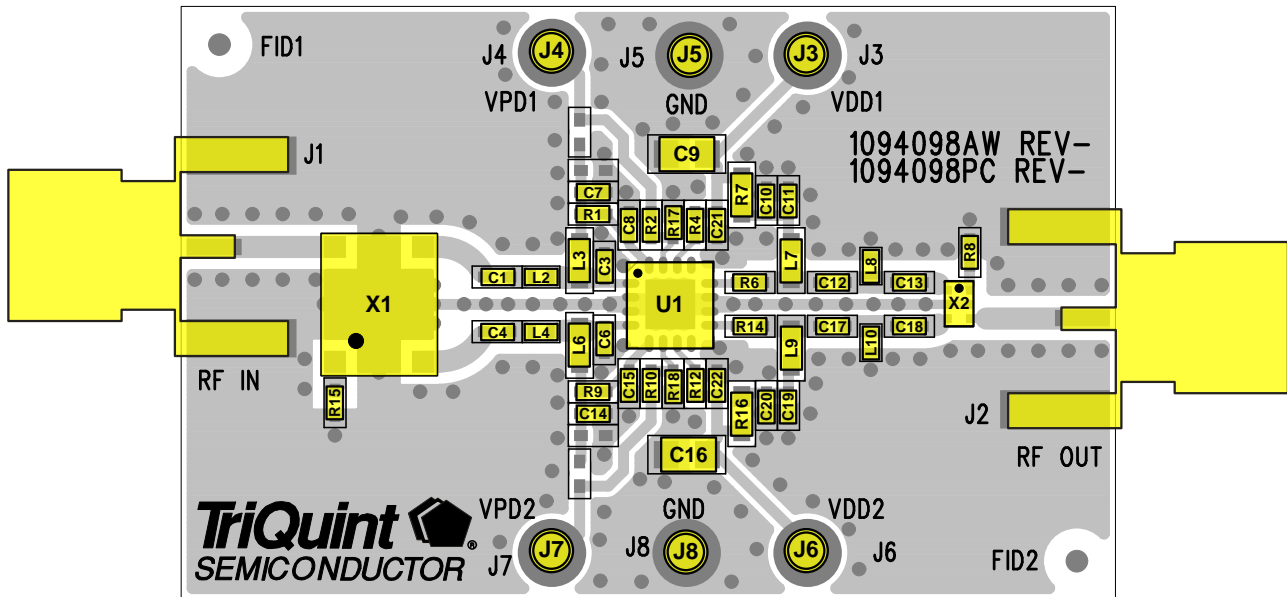 FID1
J4
J4
J5
J5
J3
J3
VPD1
GND
VDD1
1094098AW REV-
1094098PC REV-
J1
C9
C7
R1
C8
R2
R17
R4
C21
R7
C10
C11
L3
C3
L7
L8
R8
C1
L2
R6
C12
C13
X1
U1
X2
C4
L4
L6
C6
R14
L9
C17
L10
C18
RF IN
R15
R9
C14
C15
R10
R18
R12
C22
R16
C20
C19
J2
C16
RF OUT
TriQuint ®
SEMICONDUCTOR
VPD2
GND
VDD2
J7
J7
J8
J8
J6
J6
FID2